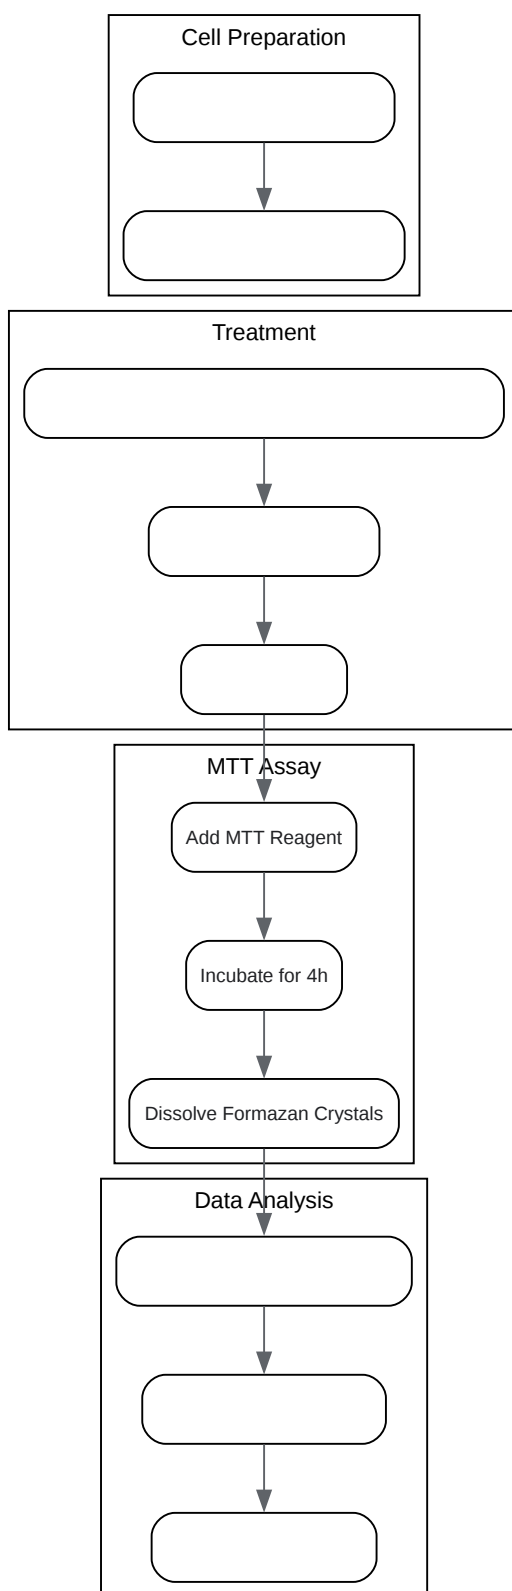 Cell Preparation
Treatment
MTT Assay
Add MTT Reagent
Incubate for 4h
Dissolve Formazan Crystals
Data Analysis